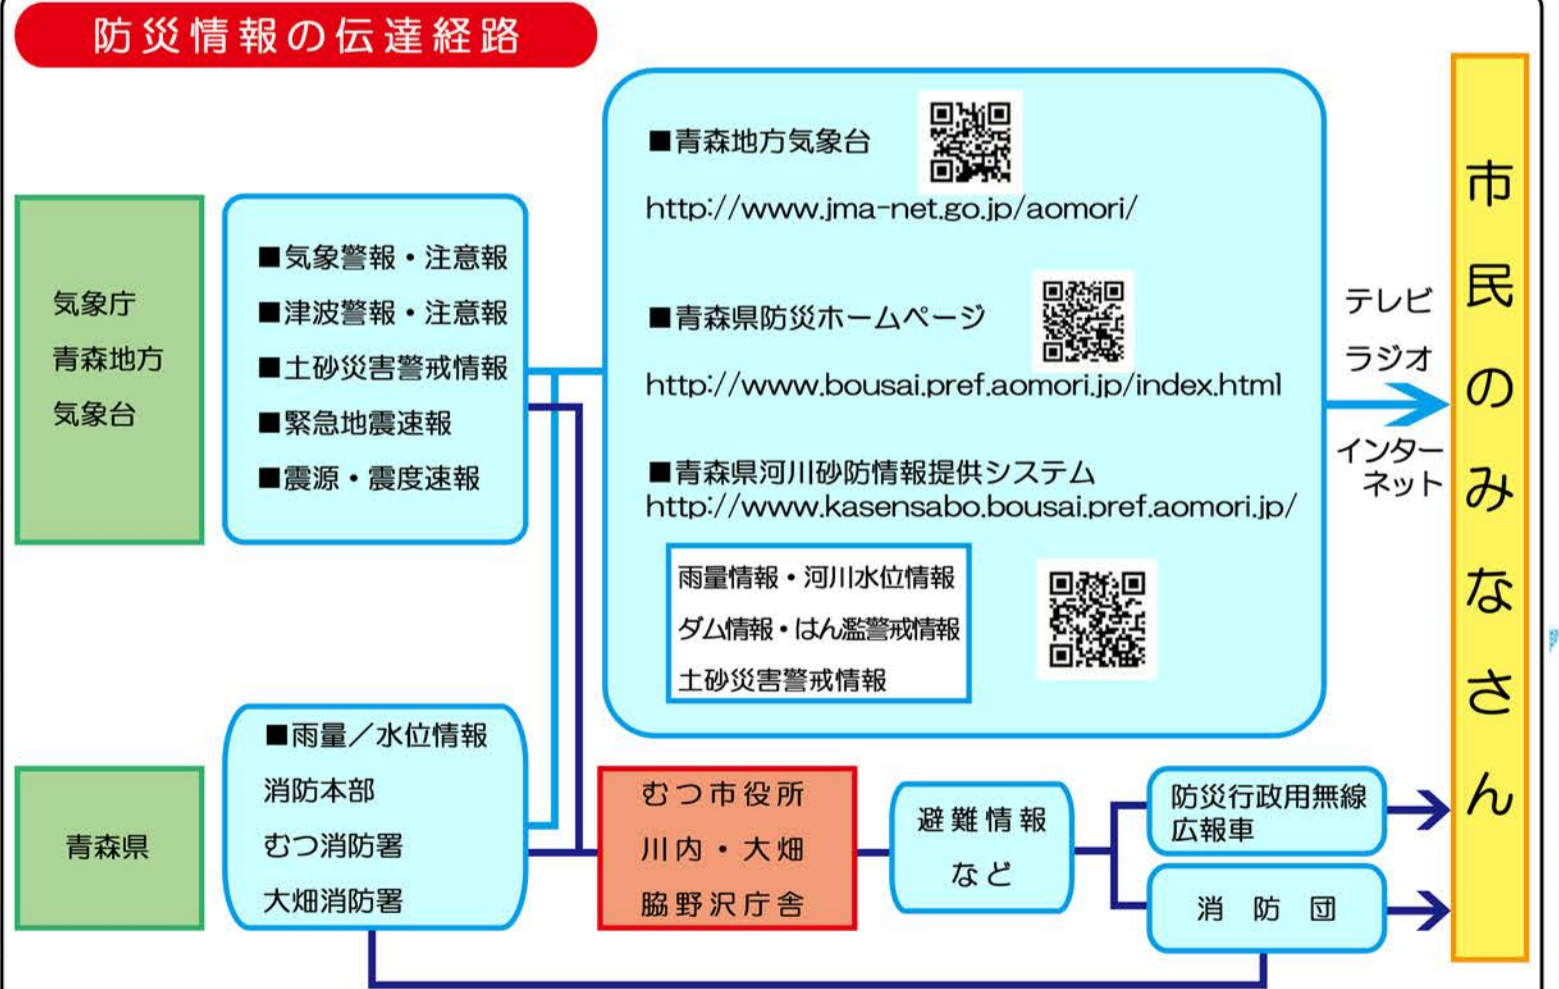 防災情報の伝達経路
気象庁
青森地方
気象台
■気象警報・注意報
■津波警報・注意報
■土砂災害警戒情報
■緊急地震速報
■震源・震度速報
■青森地方気象台
http://www.jma-net.go.jp/aomori/
■青森県防災ホームページ
http://www.bousai.pref.aomori.jp/index.html
■青森県河川砂防情報提供システム
http://www.kasensabo.bousai.pref.aomori.jp/
雨量情報・河川水位情報
ダム情報・はん濫警戒情報
土砂災害警戒情報
テレビ
ラジオ
インター
ネット
市民のみなさん
青森県
■雨量／水位情報
消防本部
むつ消防署
大畑消防署
むつ市役所
川内・大畑
脇野沢庁舎
避難情報
など
防災行政用無線
広報車
消防団